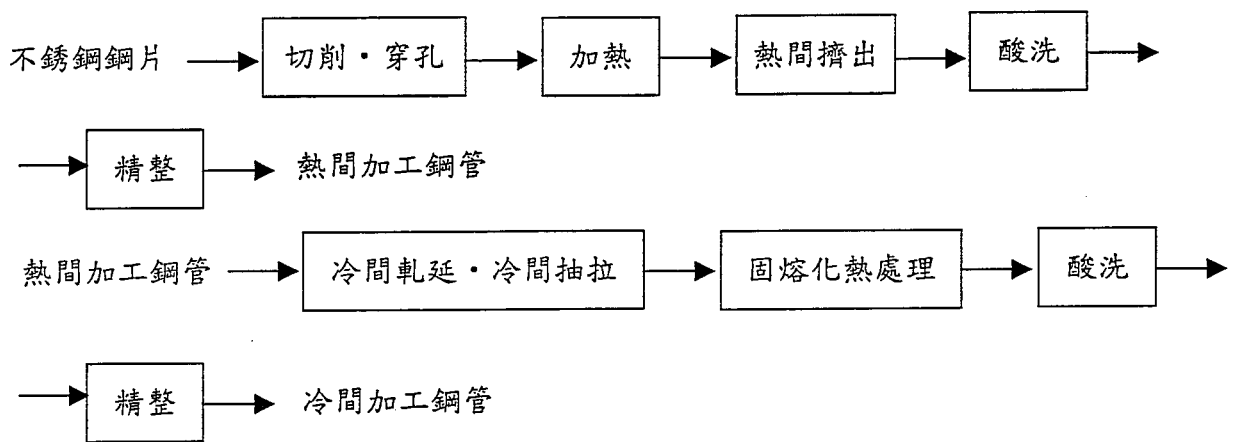 不銹鋼鋼片 切削・穿孔 加熱 熱間擠出 酸洗
精整 熱間加工鋼管
熱間加工鋼管 冷間軋延・冷間抽拉 固熔化熱處理 酸洗
精整 冷間加工鋼管